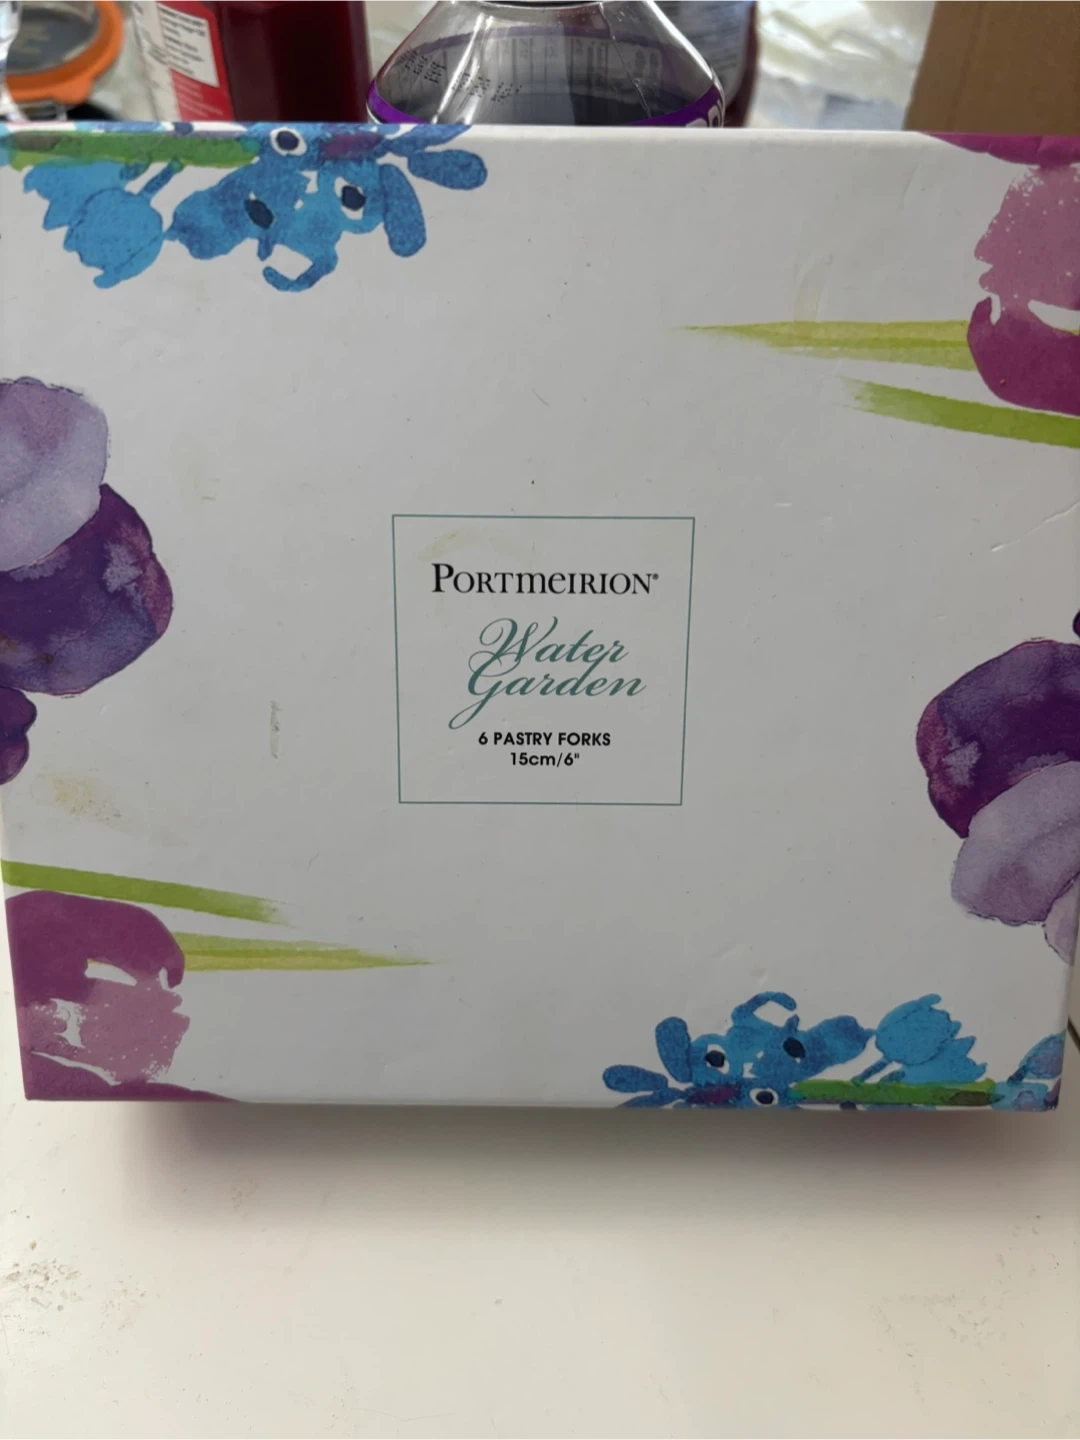 PORTMEIRION®
Water
Garden
6 PASTRY FORKS
15cm/6"